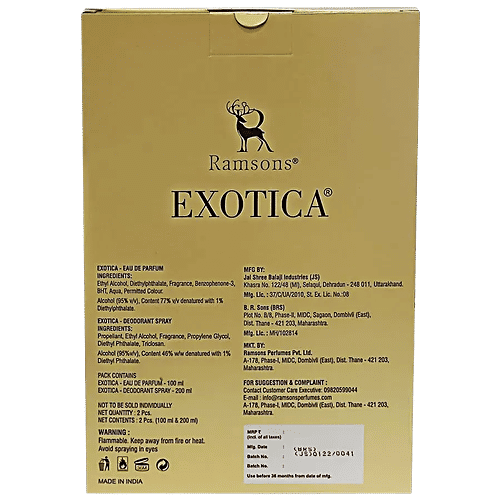 Ramsons®
EXOTICA®
EXOTICA - EAU DE PARFUM
INGREDIENTS:
Ethyl Alcohol, Diethylphthalate, Fragrance, Benzophenone-3,
BHT, Aqua, Permitted Colour.
Alcohol (95% v/v), Content 77% v/v denatured with 1%
Diethylphthalate.
EXOTICA - DEODORANT SPRAY
INGREDIENTS:
Propellant, Ethyl Alcohol, Fragrance, Propylene Glycol,
Diethyl Phthalate, Triclosan.
Alcohol (95%v/v), Content 46% v/v denatured with 1%
Diethyl Phthalate.
PACK CONTAINS
EXOTICA - EAU DE PARFUM - 100 ml
EXOTICA - DEODORANT SPRAY - 200 ml
NOT TO BE SOLD INDIVIDUALLY
NET QUANTITY : 2 Pcs.
NET CONTENTS : 2 Pcs. (100 ml & 200 ml)
WARNING :
Flammable. Keep away from fire or heat.
Avoid spraying in eyes
MADE IN INDIA
MFG BY:
Jai Shree Balaji Industries (JS)
Khasra No. 122/48 (MI), Selaqui, Dehradun - 248 011, Uttarakhand.
Mfg. Lic. : 37/C/UA/2010, St. Ex. Lic. No.:08
B. R. Sons (BRS)
Plot No. B/8, Phase-II, MIDC, Sagaon, Dombivli (East),
Dist. Thane - 421 203, Maharashtra.
Mfg. Lic.: MH/102814
MKT. BY:
Ramsons Perfumes Pvt. Ltd.
A-178, Phase-I, MIDC, Dombivli (East), Dist. Thane - 421 203,
Maharashtra.
FOR SUGGESTION & COMPLAINT :
Contact Customer Care Executive: 09820599044
E-mail : info@ramsonsperfumes.com
A-178, Phase-I, MIDC, Dombivli (East), Dist. Thane - 421 203,
Maharashtra.
MRP ₹ :
(Incl. of all taxes)
Mfg. Date :
Batch No. :
Batch No. :
(JS)0122/0041
Use before 36 months from date of mfg.